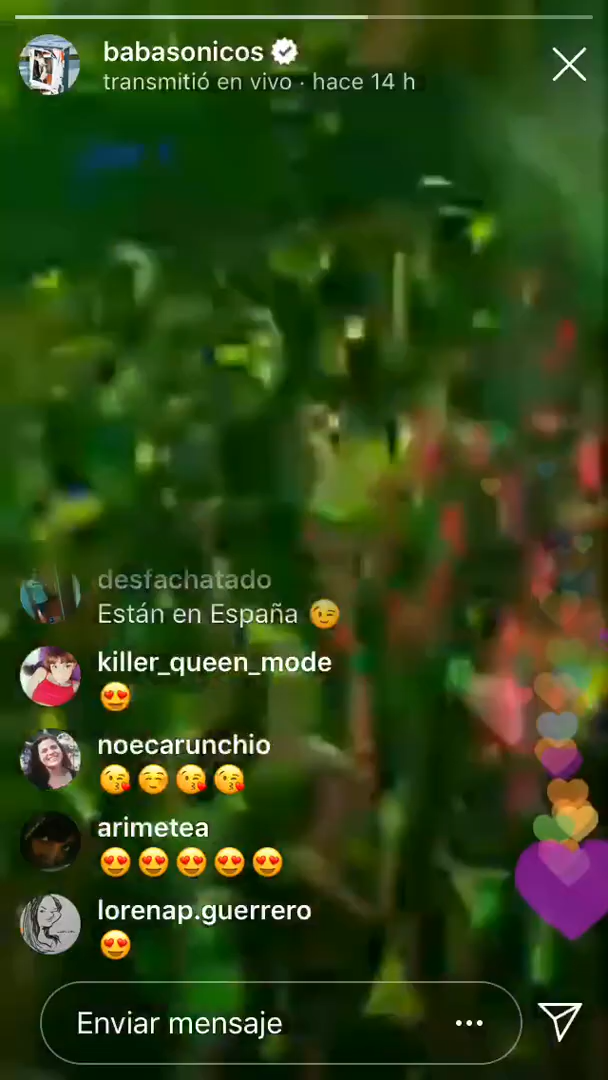 babasonicos
transmitió en vivo · hace 14 h
desfachatado
Están en España 😉
killer_queen_mode
😍
noecarunchio
😘☺️😘😘
arimetea
😍😍😍😍😍
lorenap.guerrero
😍
Enviar mensaje